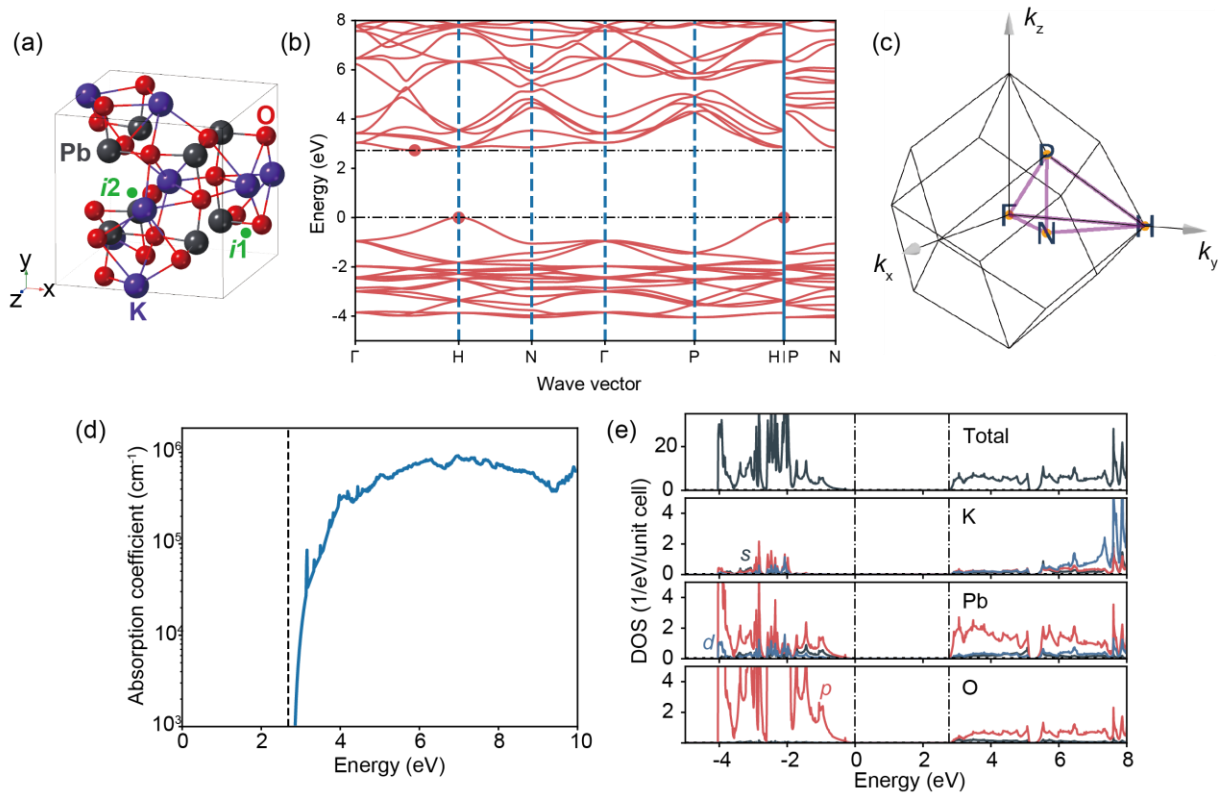 (a)
O
Pb
i2
i1
K
y
z
x
(b)
8
6
4
2
0
-2
-4
Energy (eV)
Γ H N Γ P H|P N
Wave vector
(c)
kz
P
Γ
N
H
kx
ky
(d)
10⁶
10⁵
10⁴
10³
Absorption coefficient (cm⁻¹)
0 2 4 6 8 10
Energy (eV)
(e)
Total
20
0
K
4
2
0
s
Pb
4
2
0
d
O
4
2
p
DOS (1/eV/unit cell)
-4 -2 0 2 4 6 8
Energy (eV)